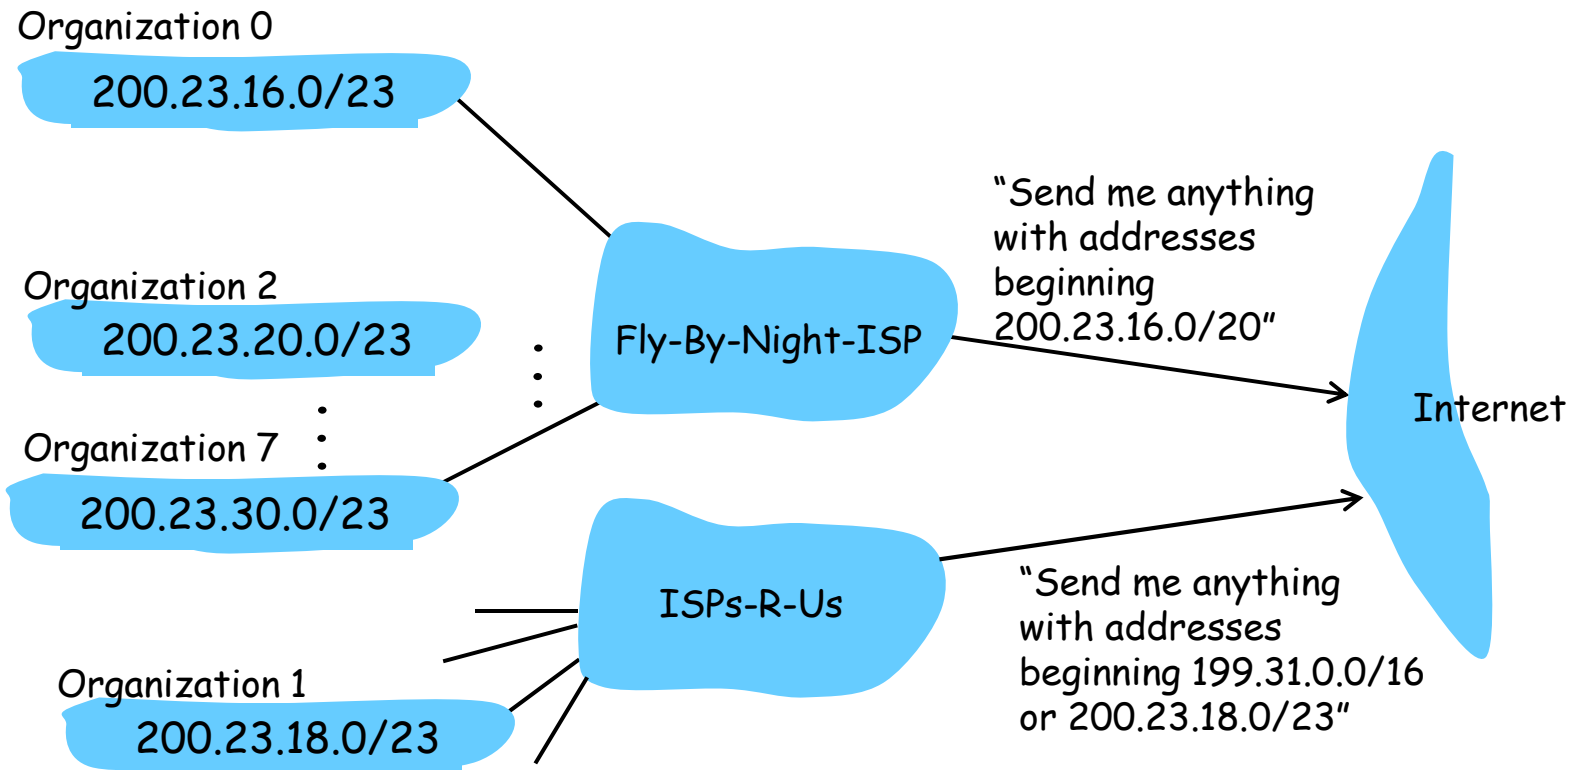 Organization 0
200.23.16.0/23
Organization 2
200.23.20.0/23
Organization 7
200.23.30.0/23
Fly-By-Night-ISP
“Send me anything
with addresses
beginning
200.23.16.0/20”
Internet
ISPs-R-Us
“Send me anything
with addresses
beginning 199.31.0.0/16
or 200.23.18.0/23”
Organization 1
200.23.18.0/23